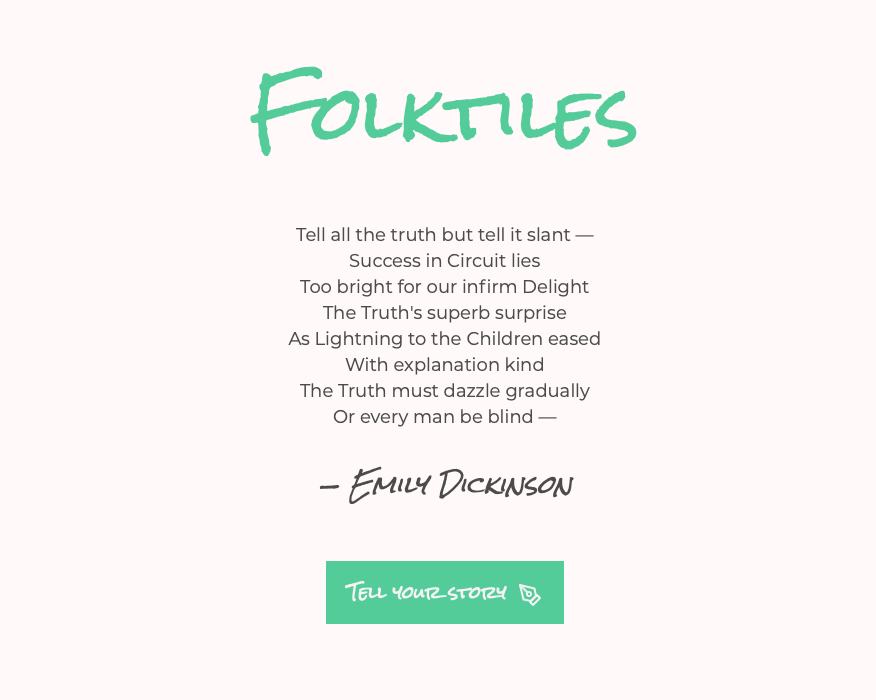 Folktiles
Tell all the truth but tell it slant —
Success in Circuit lies
Too bright for our infirm Delight
The Truth's superb surprise
As Lightning to the Children eased
With explanation kind
The Truth must dazzle gradually
Or every man be blind —
— Emily Dickinson
Tell your story